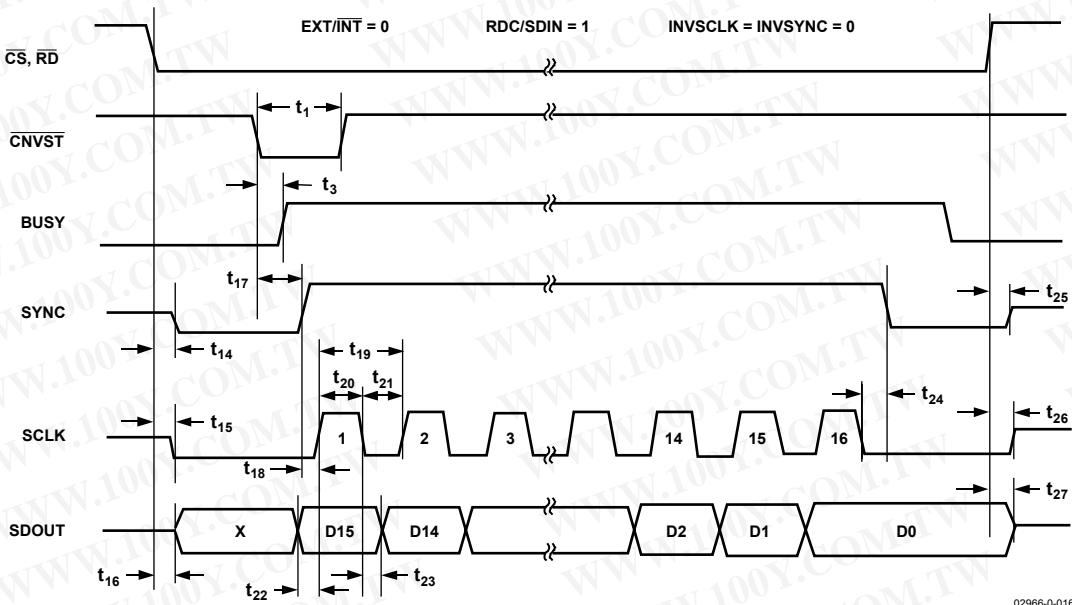 EXT/INT = 0 RDC/SDIN = 1 INVSCLK = INVSYNC = 0
CS, RD
t1
CNVST
t3
BUSY
t17
SYNC
t25
t14
t19
t20 t21
t24
t15
t26
SCLK
1 2 3 14 15 16
t18
t27
SDOUT
X D15 D14 D2 D1 D0
t16
t22
t23
02966-0-016
WWW.100Y.COM.TW